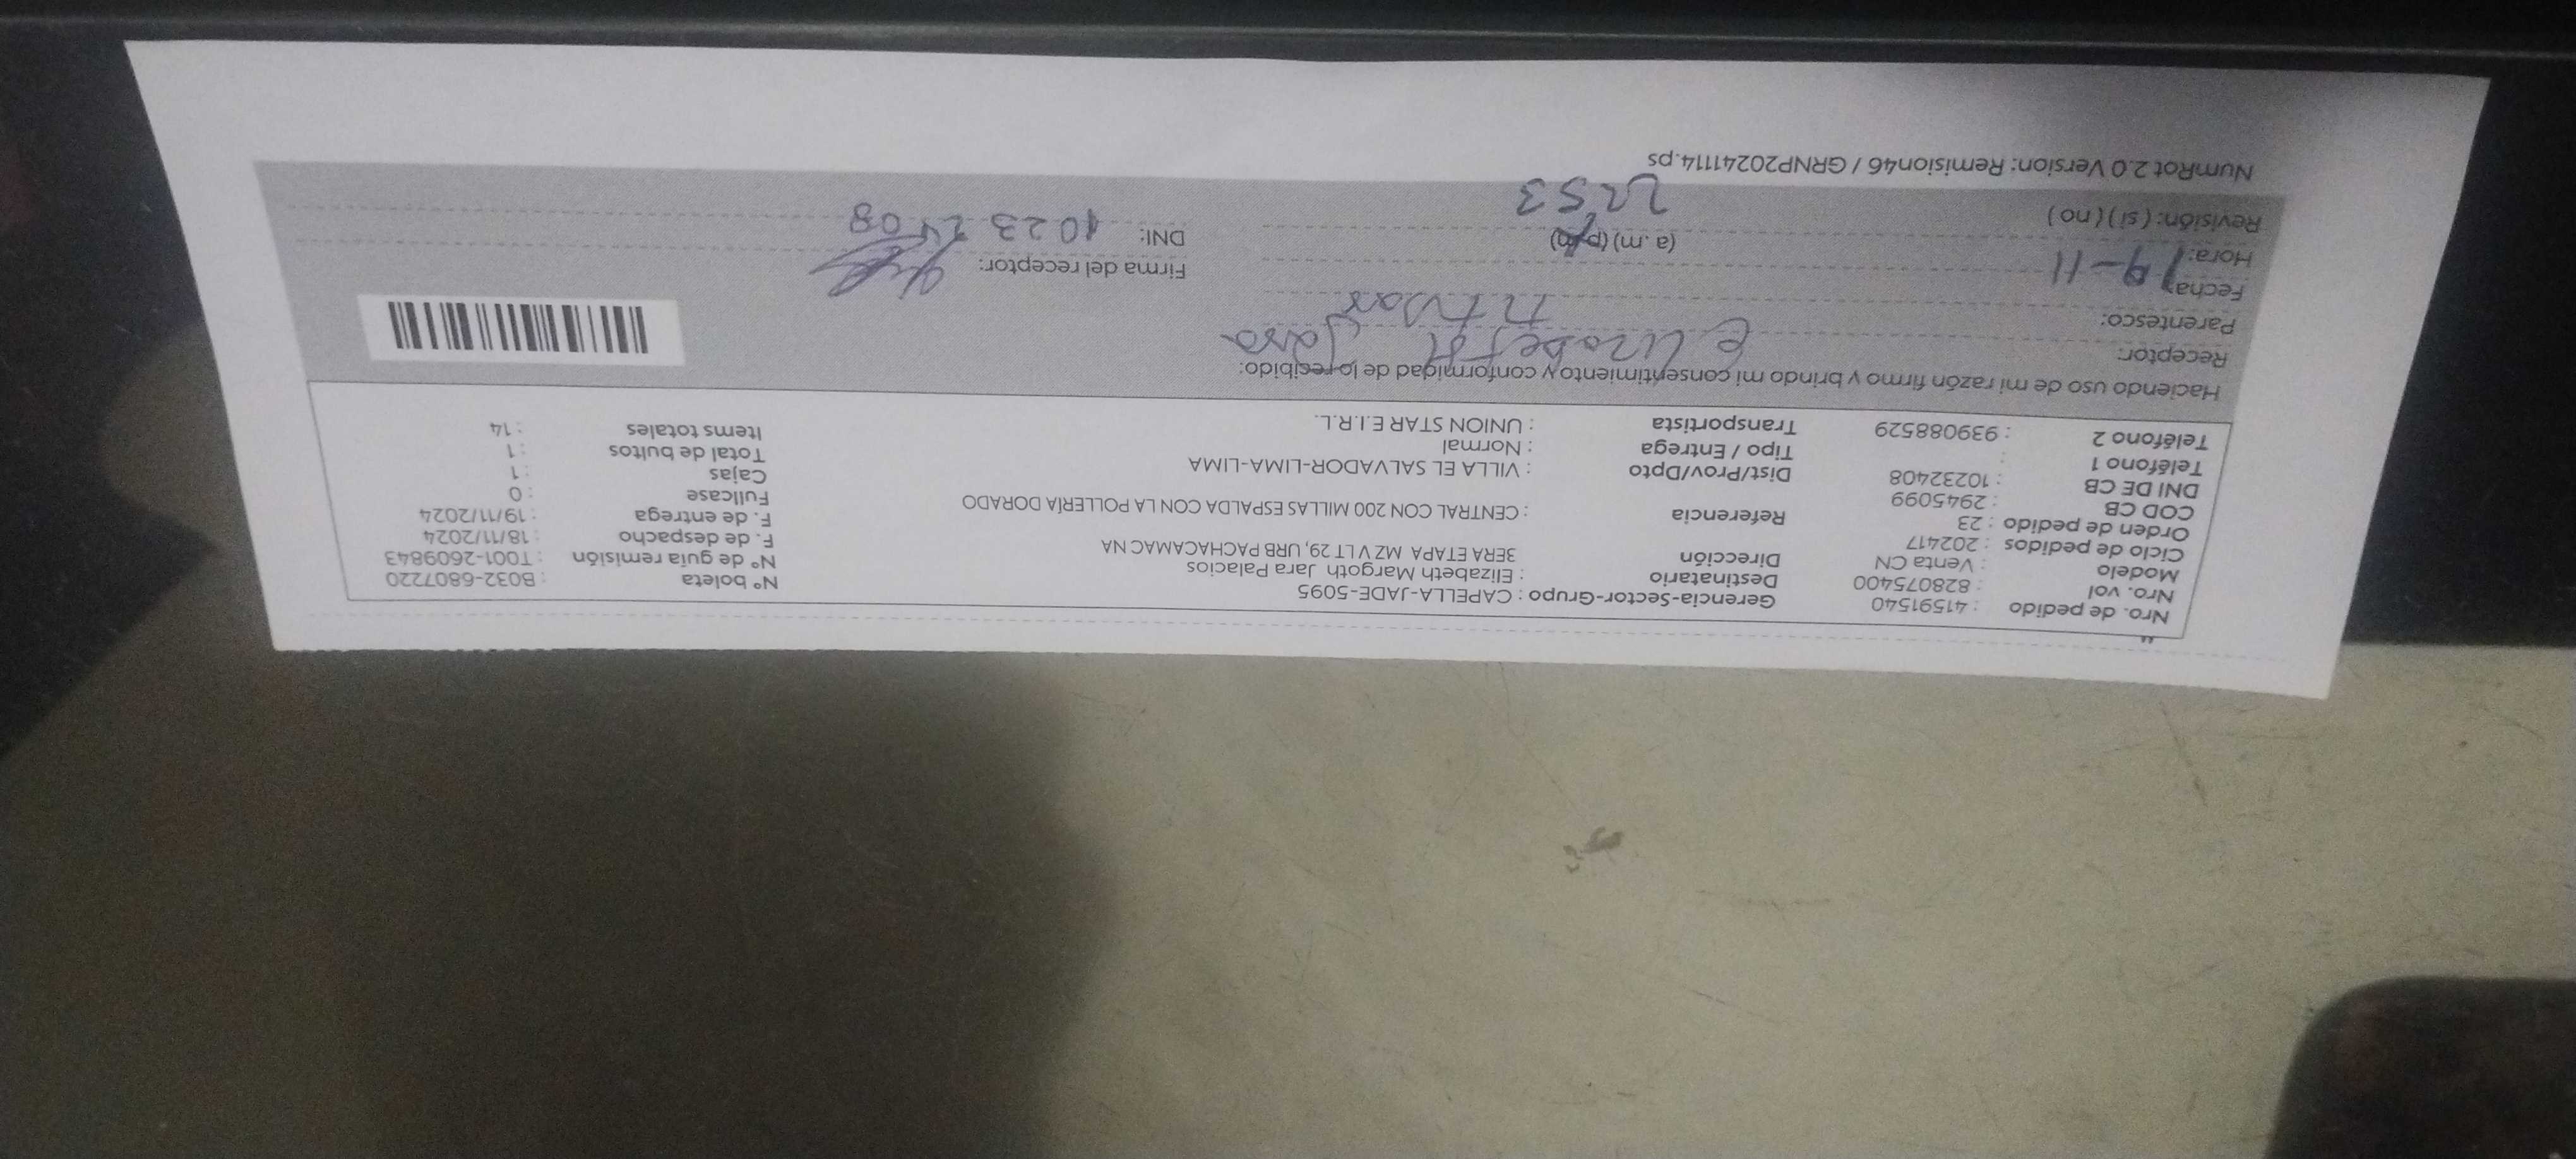 Nro. de pedido : 41591540 Gerencia-Sector-Grupo : CAPELLA-JADE-5095 N° boleta : B032-6807220
Nro. vol : 828075400 Destinatario : Elizabeth Margoth Jara Palacios N° de guía remisión : T001-2609843
Modelo : Venta CN Dirección 3ERA ETAPA MZ V LT 29, URB PACHACAMAC NA F. de despacho : 18/11/2024
Ciclo de pedidos : 202417 F. de entrega : 19/11/2024
Orden de pedido : 23 Referencia : CENTRAL CON 200 MILLAS ESPALDA CON LA POLLERÍA DORADO Fullcase : 0
COD CB : 2945099 Cajas : 1
DNI DE CB : 10232408 Dist/Prov/Dpto : VILLA EL SALVADOR-LIMA-LIMA Total de bultos : 1
Teléfono 1 : Tipo / Entrega : Normal Items totales : 14
Teléfono 2 : 939088529 Transportista : UNION STAR E.I.R.L.
Haciendo uso de mi razón firmo y brindo mi consentimiento y conformidad de lo recibido:
Receptor: Elizabeth Jara
Parentesco: titular
Fecha: 19-11 Firma del receptor:
Hora: (a.m) (p.m) DNI: 10232408
Revisión: (si) (no) 2253
NumRot 2.0 Version: Remision46 / GRNP20241114.ps